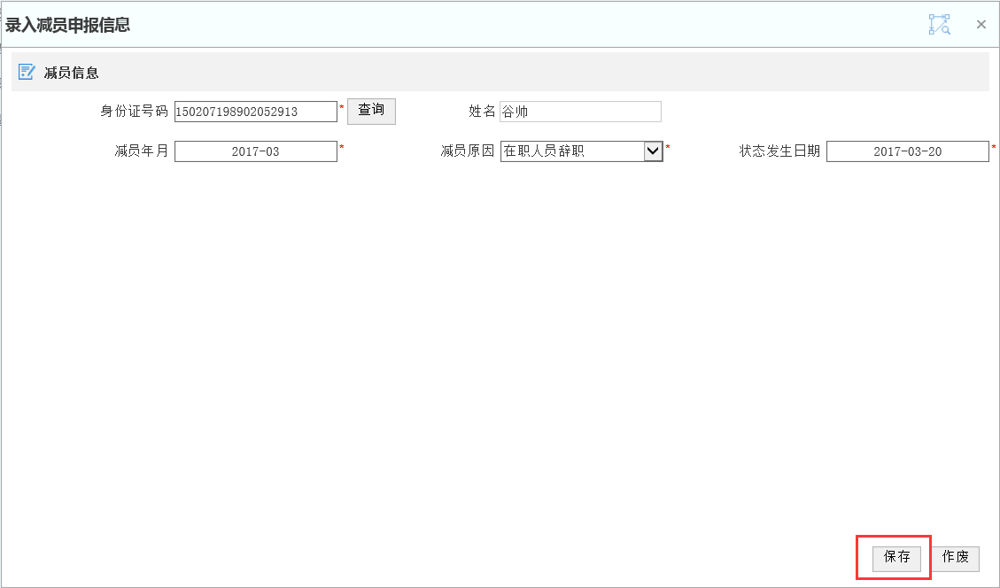 录入减员申报信息
减员信息
身份证号码 150207198902052913 * 查询 姓名 谷帅
减员年月 2017-03 * 减员原因 在职人员辞职 * 状态发生日期 2017-03-20 *
保存 作废